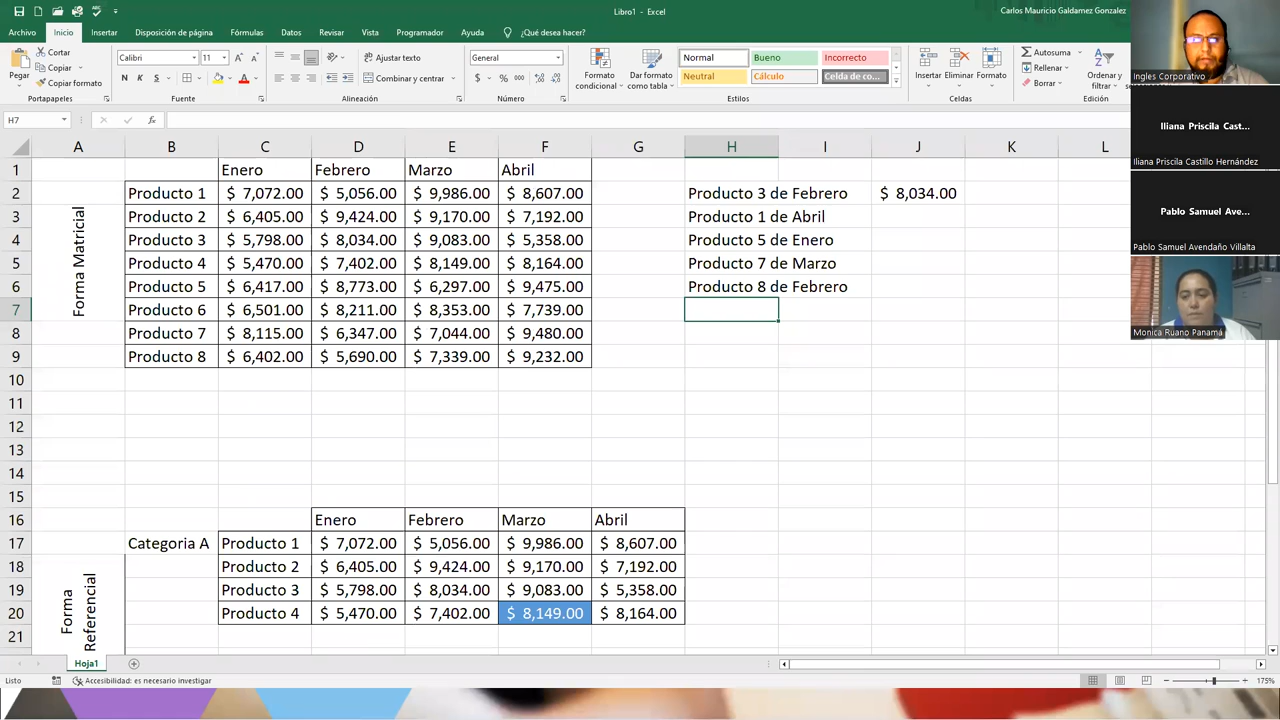 Libro1 - Excel
Carlos Mauricio Galdamez Gonzalez
Archivo Inicio Insertar Disposición de página Fórmulas Datos Revisar Vista Programador Ayuda ¿Qué desea hacer?
Pegar
Cortar
Copiar
Copiar formato
Portapapeles
Calibri 11
N K S
Fuente
Ajustar texto
Combinar y centrar
Alineación
General
$ % 000
Número
Formato condicional
Dar formato como tabla
Normal Bueno Incorrecto
Neutral Cálculo Celda de co...
Estilos
Insertar Eliminar Formato
Celdas
Autosuma
Rellenar
Borrar
Ordenar y filtrar
Edición
H7 fx
A B C D E F G H I J K L
1 Enero Febrero Marzo Abril
2 Producto 1 $ 7,072.00 $ 5,056.00 $ 9,986.00 $ 8,607.00 Producto 3 de Febrero $ 8,034.00
3 Producto 2 $ 6,405.00 $ 9,424.00 $ 9,170.00 $ 7,192.00 Producto 1 de Abril
4 Producto 3 $ 5,798.00 $ 8,034.00 $ 9,083.00 $ 5,358.00 Producto 5 de Enero
5 Producto 4 $ 5,470.00 $ 7,402.00 $ 8,149.00 $ 8,164.00 Producto 7 de Marzo
6 Producto 5 $ 6,417.00 $ 8,773.00 $ 6,297.00 $ 9,475.00 Producto 8 de Febrero
7 Producto 6 $ 6,501.00 $ 8,211.00 $ 8,353.00 $ 7,739.00
8 Producto 7 $ 8,115.00 $ 6,347.00 $ 7,044.00 $ 9,480.00
9 Producto 8 $ 6,402.00 $ 5,690.00 $ 7,339.00 $ 9,232.00
Forma Matricial
10
11
12
13
14
15
16 Enero Febrero Marzo Abril
17 Categoria A Producto 1 $ 7,072.00 $ 5,056.00 $ 9,986.00 $ 8,607.00
18 Producto 2 $ 6,405.00 $ 9,424.00 $ 9,170.00 $ 7,192.00
19 Producto 3 $ 5,798.00 $ 8,034.00 $ 9,083.00 $ 5,358.00
20 Producto 4 $ 5,470.00 $ 7,402.00 $ 8,149.00 $ 8,164.00
21
Forma
Referencial
Hoja1
Listo Accesibilidad: es necesario investigar 175%
Ingles Corporativo
Iliana Priscila Cast...
Iliana Priscila Castillo Hernández
Pablo Samuel Ave...
Pablo Samuel Avendaño Villalta
Monica Ruano Panamá